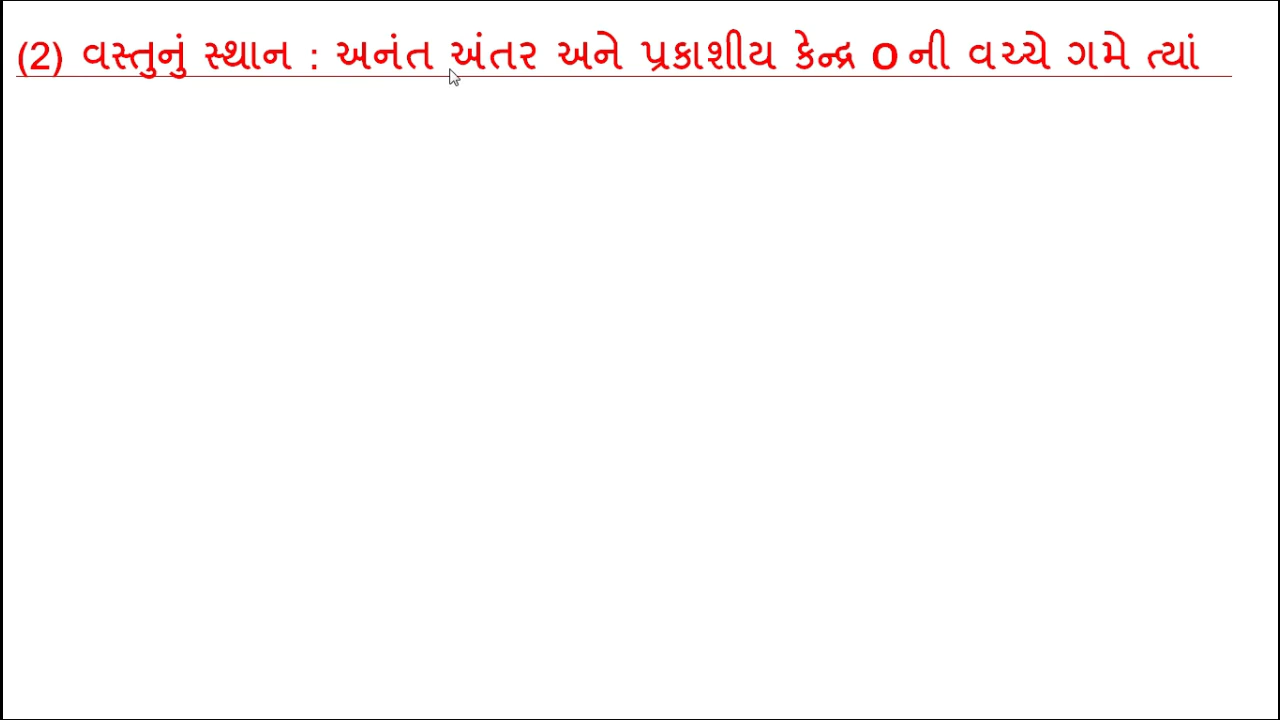 (2) વસ્તુનું સ્થાન : અનંત અંતર અને પ્રકાશીય કેન્દ્ર O ની વચ્ચે ગમે ત્યાં